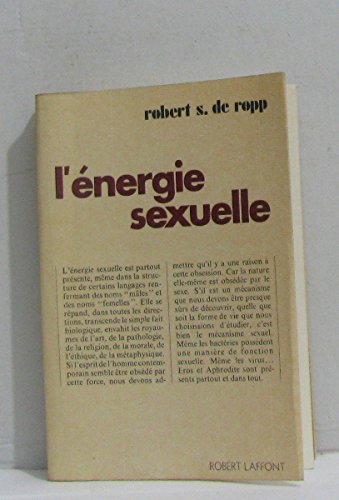 robert s. de ropp
l'énergie
sexuelle
L'énergie sexuelle est partout
présente, même dans la struc-
ture de certains langages ren-
fermant des noms "mâles" et
des noms "femelles". Elle se
répand, dans toutes les direc-
tions, transcende le simple fait
biologique, envahit les royau-
mes de l'art, de la pathologie,
de la religion, de la morale, de
l'éthique, de la métaphysique.
Si l'esprit de l'homme contem-
porain semble être obsédé par
cette force, nous devons ad-
mettre qu'il y a une raison à
cette obsession. Car la nature
elle-même est obsédée par le
sexe. S'il est un mécanisme
que nous devons être presque
sûrs de découvrir, quelle que
soit la forme de vie que nous
choisissions d'étudier, c'est
bien le mécanisme sexuel.
Même les bactéries possèdent
une manière de fonction
sexuelle. Même les virus...
Eros et Aphrodite sont pré-
sents partout et dans tout.
ROBERT LAFFONT